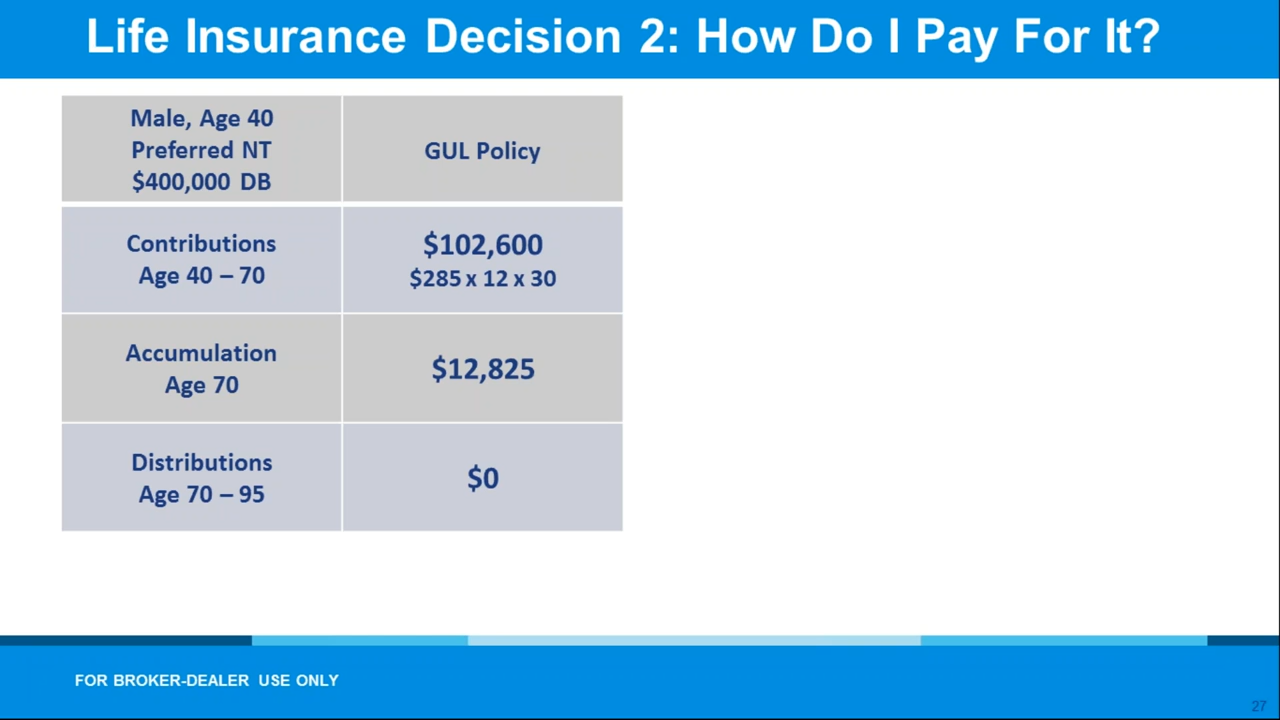 Life Insurance Decision 2: How Do I Pay For It?
Male, Age 40
Preferred NT
$400,000 DB
GUL Policy
Contributions
Age 40 – 70
$102,600
$285 x 12 x 30
Accumulation
Age 70
$12,825
Distributions
Age 70 – 95
$0
FOR BROKER-DEALER USE ONLY
27